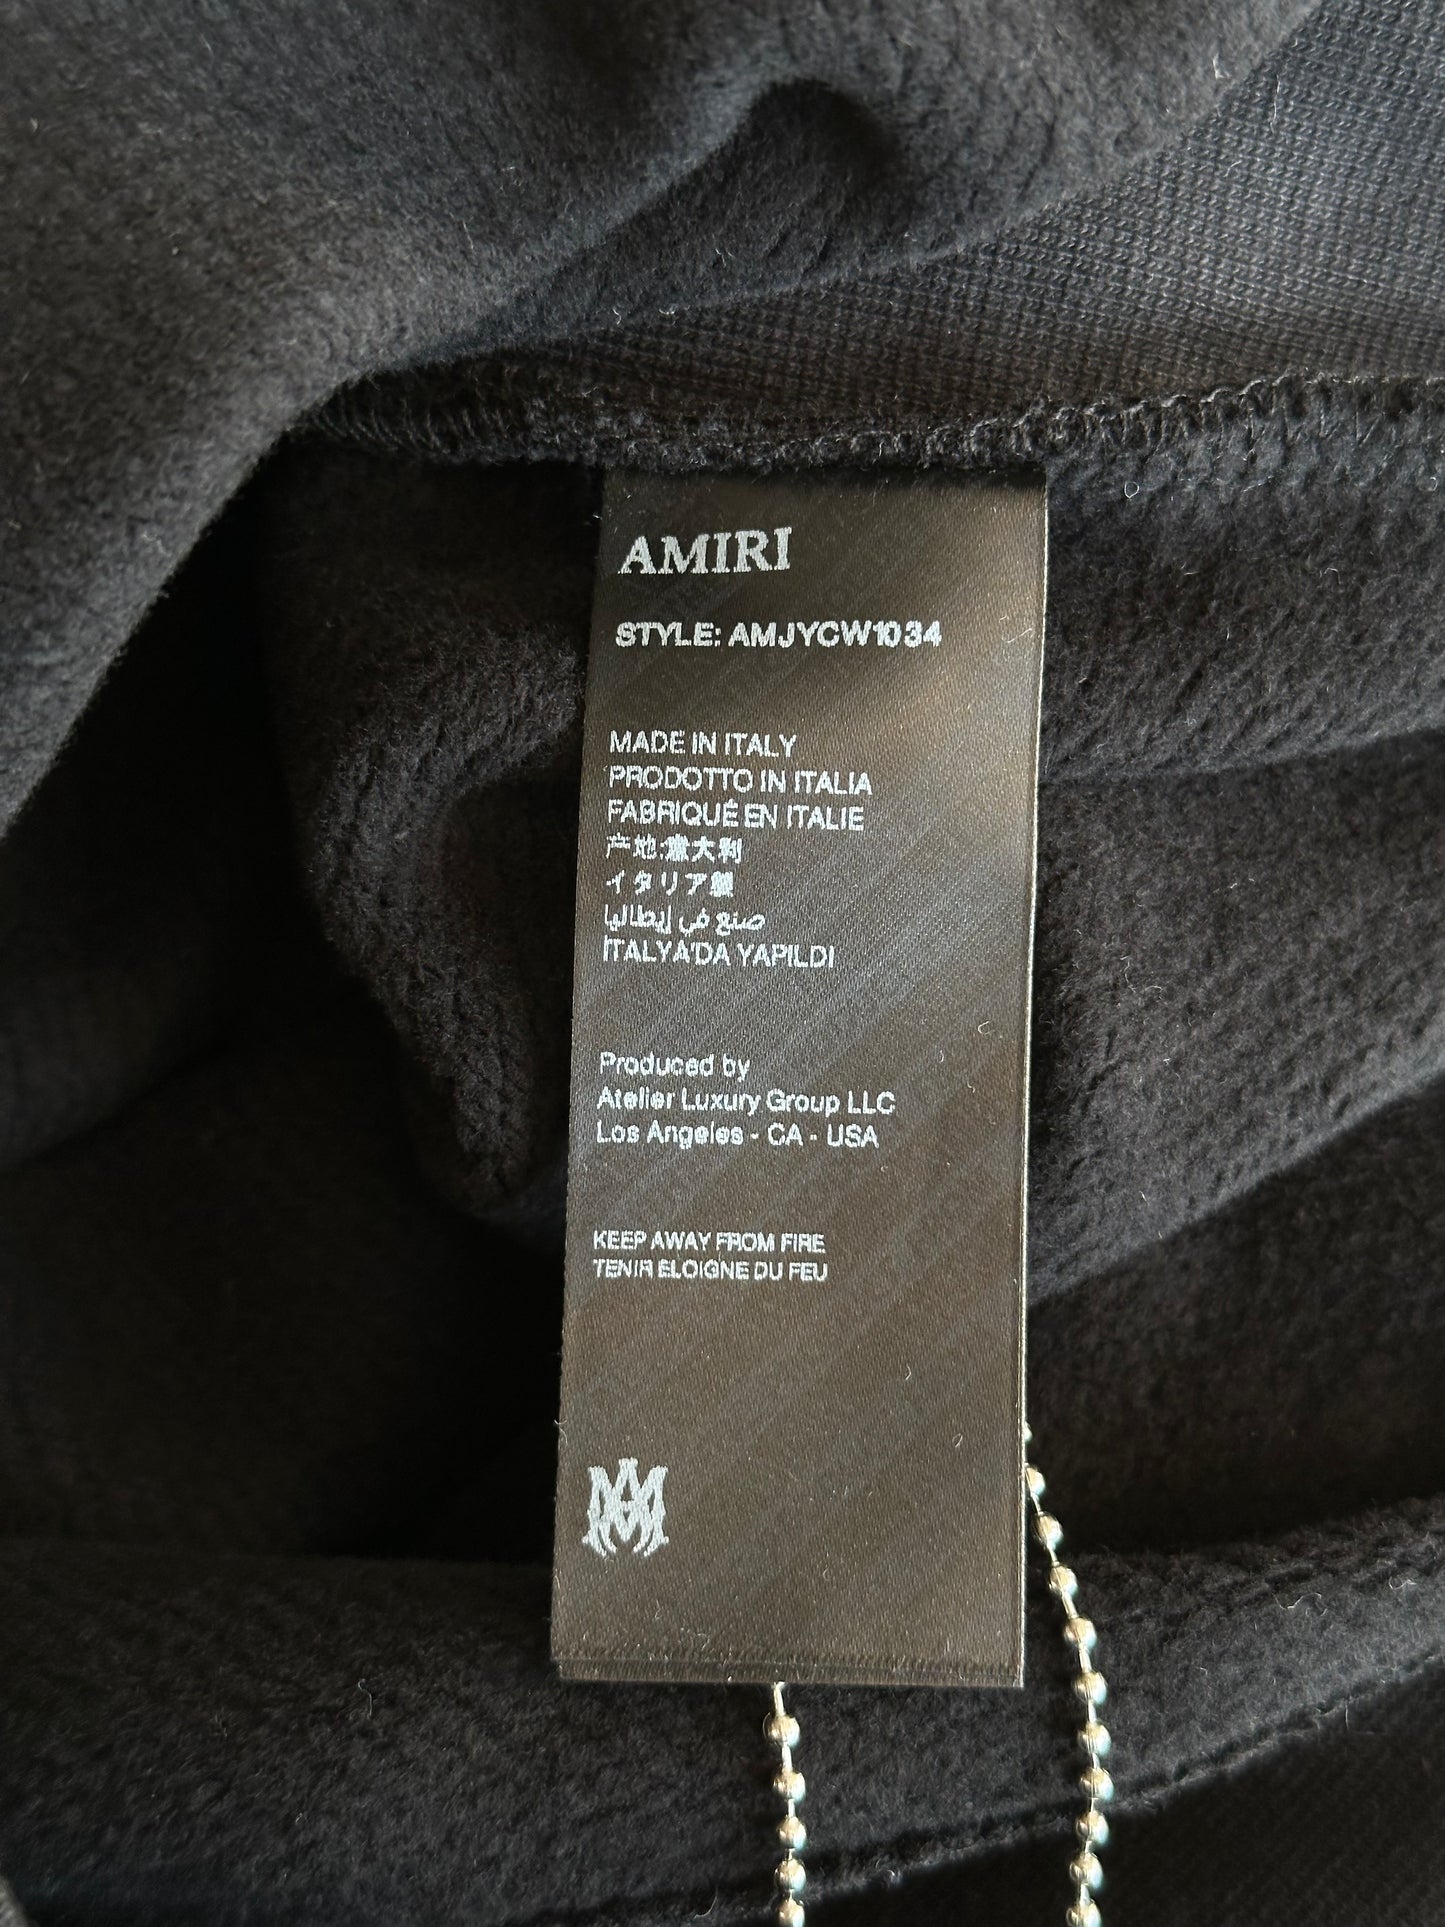 AMIRI
STYLE: AMJYCW1034
MADE IN ITALY
PRODOTTO IN ITALIA
FABRIQUÉ EN ITALIE
产地:意大利
イタリア製
صنع في إيطاليا
İTALYA'DA YAPILDI
Produced by
Atelier Luxury Group LLC
Los Angeles - CA - USA
KEEP AWAY FROM FIRE
TENIR ELOIGNE DU FEU